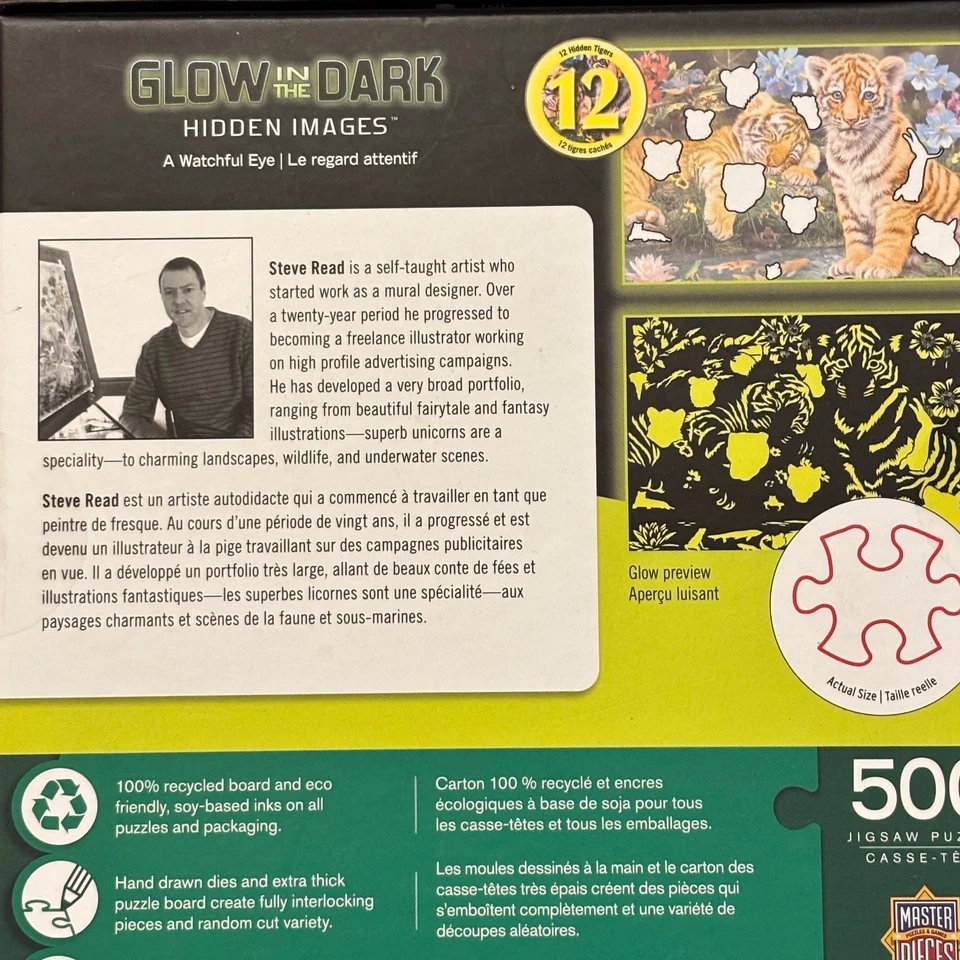 GLOW IN THE DARK
HIDDEN IMAGES™
A Watchful Eye | Le regard attentif
12 Hidden Tigers
12
12 tigres cachés
Steve Read is a self-taught artist who
started work as a mural designer. Over
a twenty-year period he progressed to
becoming a freelance illustrator working
on high profile advertising campaigns.
He has developed a very broad portfolio,
ranging from beautiful fairytale and fantasy
illustrations—superb unicorns are a
speciality—to charming landscapes, wildlife, and underwater scenes.
Steve Read est un artiste autodidacte qui a commencé à travailler en tant que
peintre de fresque. Au cours d'une période de vingt ans, il a progressé et est
devenu un illustrateur à la pige travaillant sur des campagnes publicitaires
en vue. Il a développé un portfolio très large, allant de beaux conte de fées et
illustrations fantastiques—les superbes licornes sont une spécialité—aux
paysages charmants et scènes de la faune et sous-marines.
Glow preview
Aperçu luisant
Actual Size | Taille reelle
100% recycled board and eco
friendly, soy-based inks on all
puzzles and packaging.
Carton 100 % recyclé et encres
écologiques à base de soja pour tous
les casse-têtes et tous les emballages.
Hand drawn dies and extra thick
puzzle board create fully interlocking
pieces and random cut variety.
Les moules dessinés à la main et le carton des
casse-têtes très épais créent des pièces qui
s'emboîtent complètement et une variété de
découpes aléatoires.
500
JIGSAW PUZ
CASSE-TÊ
MASTER
PUZZLES & GAMES
PIECES